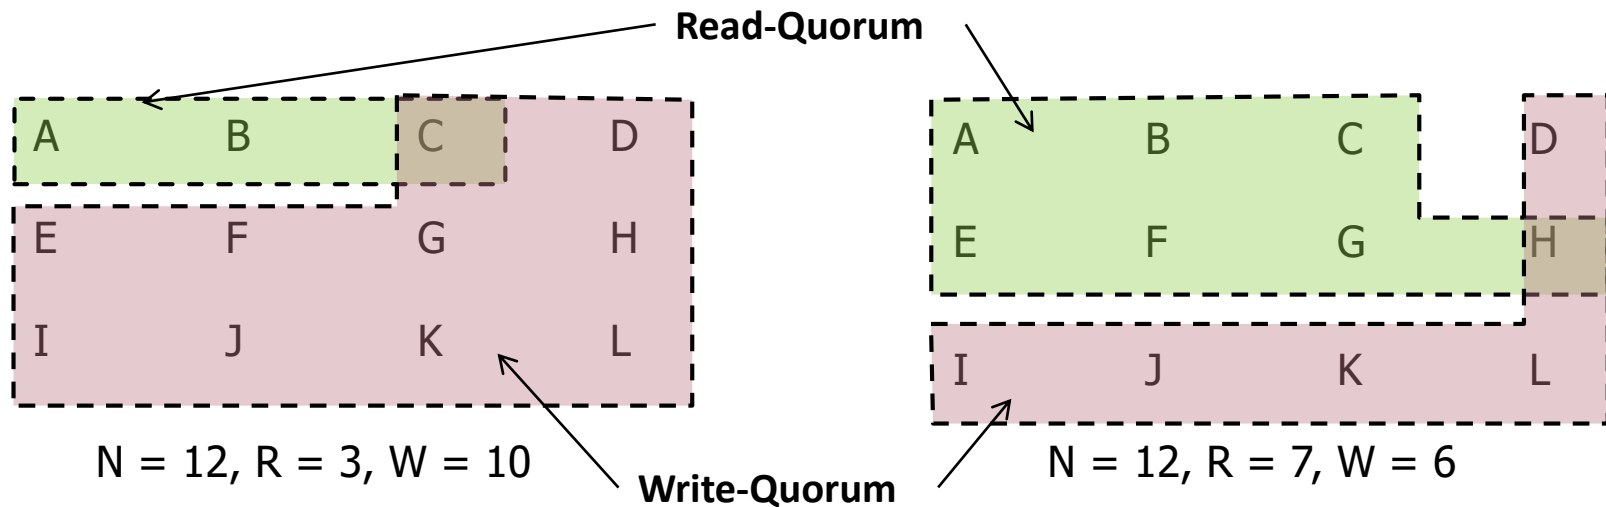 Read-Quorum
A B C D
E F G H
I J K L
N = 12, R = 3, W = 10
A B C D
E F G H
I J K L
N = 12, R = 7, W = 6
Write-Quorum